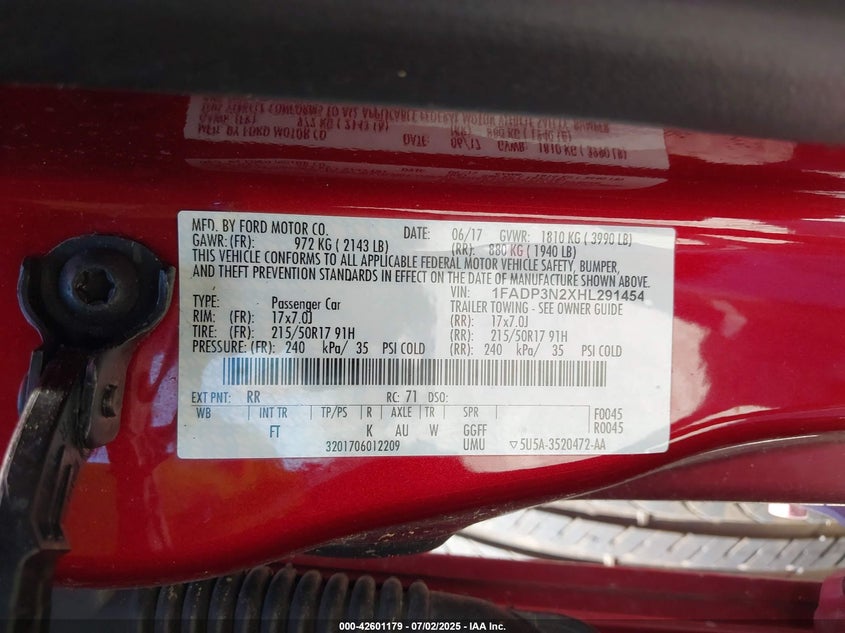 MFD. BY FORD MOTOR CO. DATE: 06/17 GVWR: 1810 KG ( 3990 LB)
GAWR: (FR): 972 KG ( 2143 LB) (RR): 880 KG ( 1940 LB)
THIS VEHICLE CONFORMS TO ALL APPLICABLE FEDERAL MOTOR VEHICLE SAFETY, BUMPER,
AND THEFT PREVENTION STANDARDS IN EFFECT ON THE DATE OF MANUFACTURE SHOWN ABOVE.
VIN: 1FADP3N2XHL291454
TYPE: Passenger Car TRAILER TOWING - SEE OWNER GUIDE
RIM: (FR): 17x7.0J (RR): 17x7.0J
TIRE: (FR): 215/50R17 91H (RR): 215/50R17 91H
PRESSURE: (FR): 240 kPa/ 35 PSI COLD (RR): 240 kPa/ 35 PSI COLD
EXT PNT: RR RC: 71 DSO:
WB INT TR TP/PS R AXLE TR SPR F0045
FT K AU W GGFF R0045
3201706012209 UMU ▽5U5A-3520472-AA
000-42601179 - 07/02/2025 - IAA Inc.